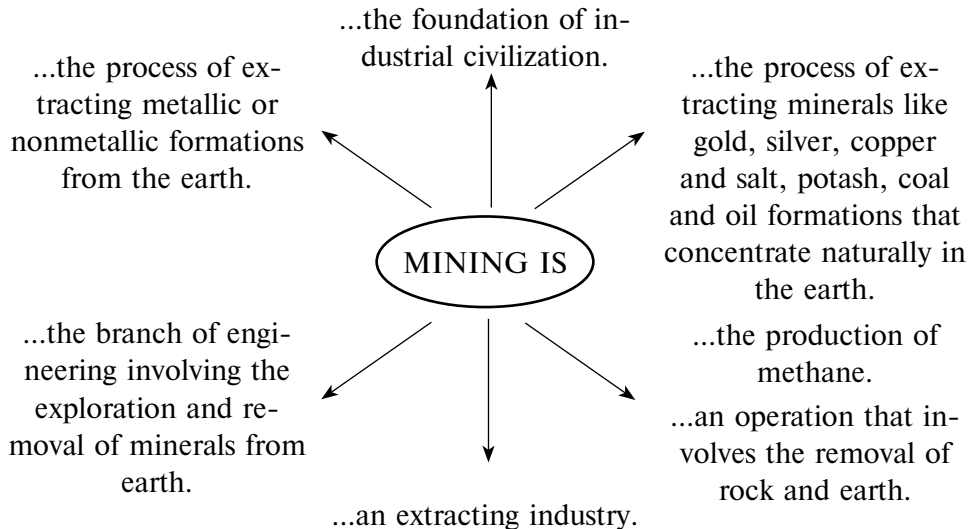 ...the foundation of in-
dustrial civilization.
...the process of ex-
tracting metallic or
nonmetallic formations
from the earth.
...the process of ex-
tracting minerals like
gold, silver, copper
and salt, potash, coal
and oil formations that
concentrate naturally in
the earth.
MINING IS
...the branch of engi-
neering involving the
exploration and re-
moval of minerals from
earth.
...the production of
methane.
...an operation that in-
volves the removal of
rock and earth.
...an extracting industry.